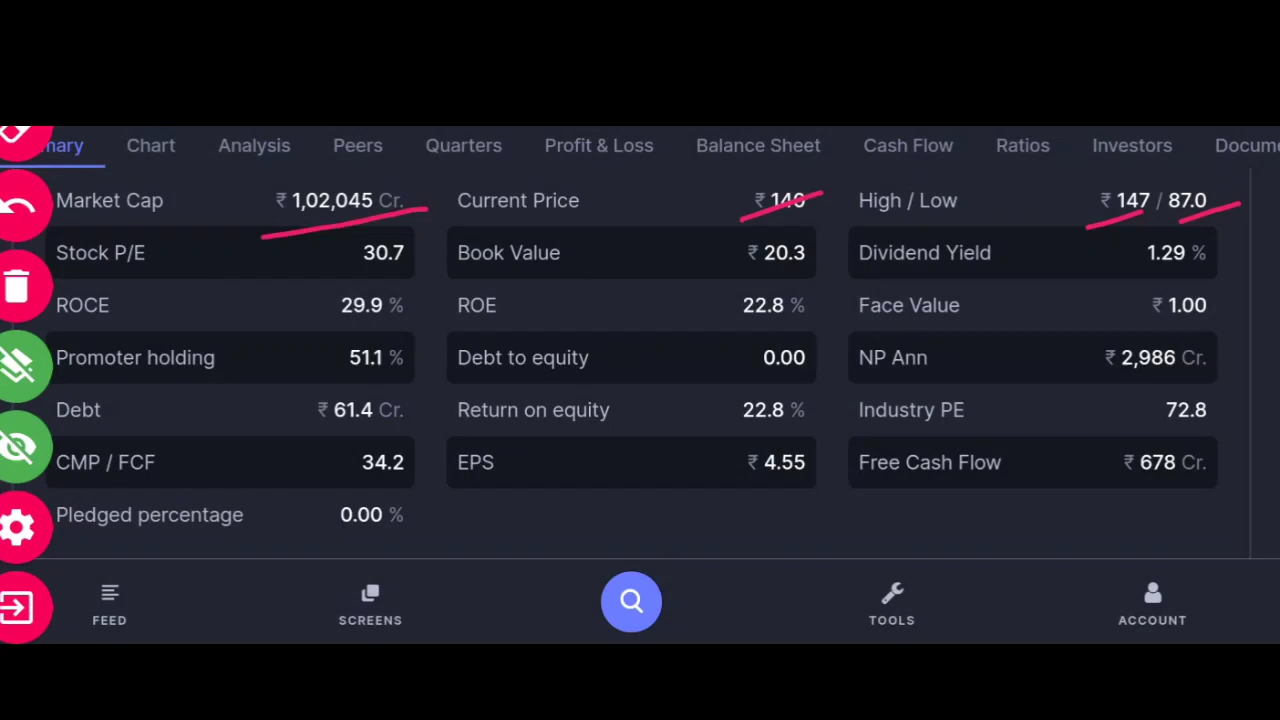 mary Chart Analysis Peers Quarters Profit & Loss Balance Sheet Cash Flow Ratios Investors Docume
Market Cap ₹ 1,02,045 Cr. Current Price ₹ 140 High / Low ₹ 147 / 87.0
Stock P/E 30.7 Book Value ₹ 20.3 Dividend Yield 1.29 %
ROCE 29.9 % ROE 22.8 % Face Value ₹ 1.00
Promoter holding 51.1 % Debt to equity 0.00 NP Ann ₹ 2,986 Cr.
Debt ₹ 61.4 Cr. Return on equity 22.8 % Industry PE 72.8
CMP / FCF 34.2 EPS ₹ 4.55 Free Cash Flow ₹ 678 Cr.
Pledged percentage 0.00 %
FEED SCREENS TOOLS ACCOUNT